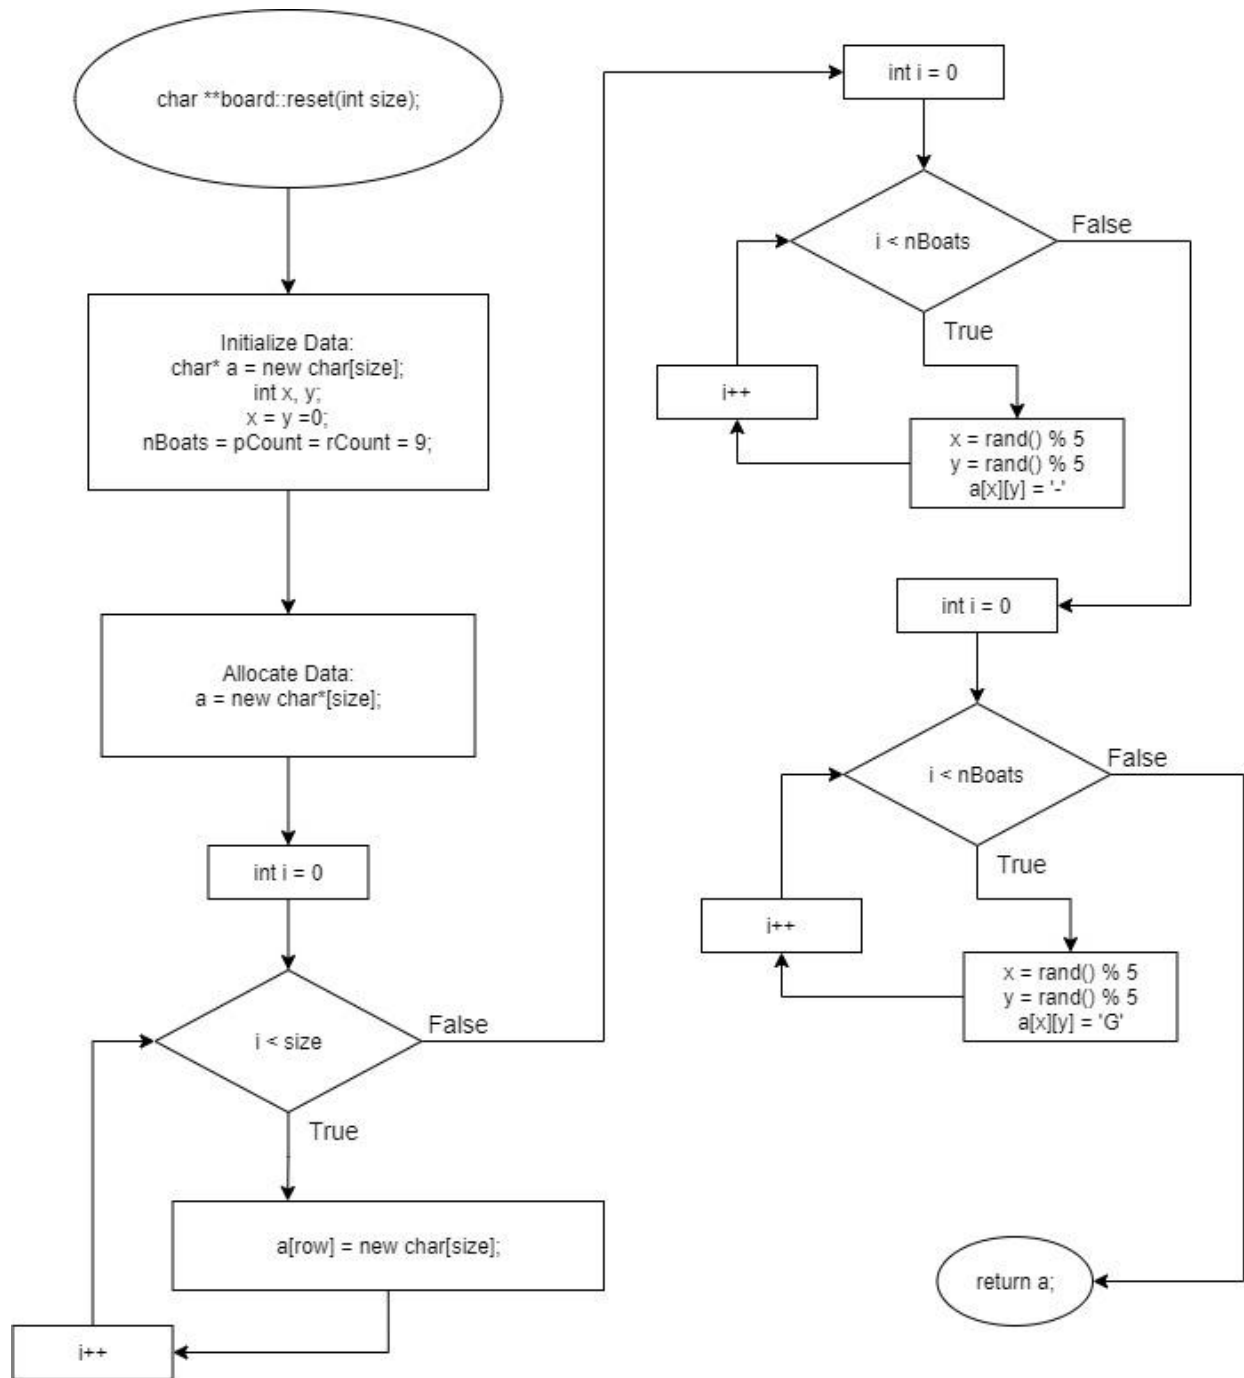 char **board::reset(int size);
Initialize Data:
char* a = new char[size];
int x, y;
x = y =0;
nBoats = pCount = rCount = 9;
Allocate Data:
a = new char*[size];
int i = 0
i < size
False
True
a[row] = new char[size];
i++
int i = 0
i < nBoats
False
True
i++
x = rand() % 5
y = rand() % 5
a[x][y] = '-'
int i = 0
i < nBoats
False
True
i++
x = rand() % 5
y = rand() % 5
a[x][y] = 'G'
return a;